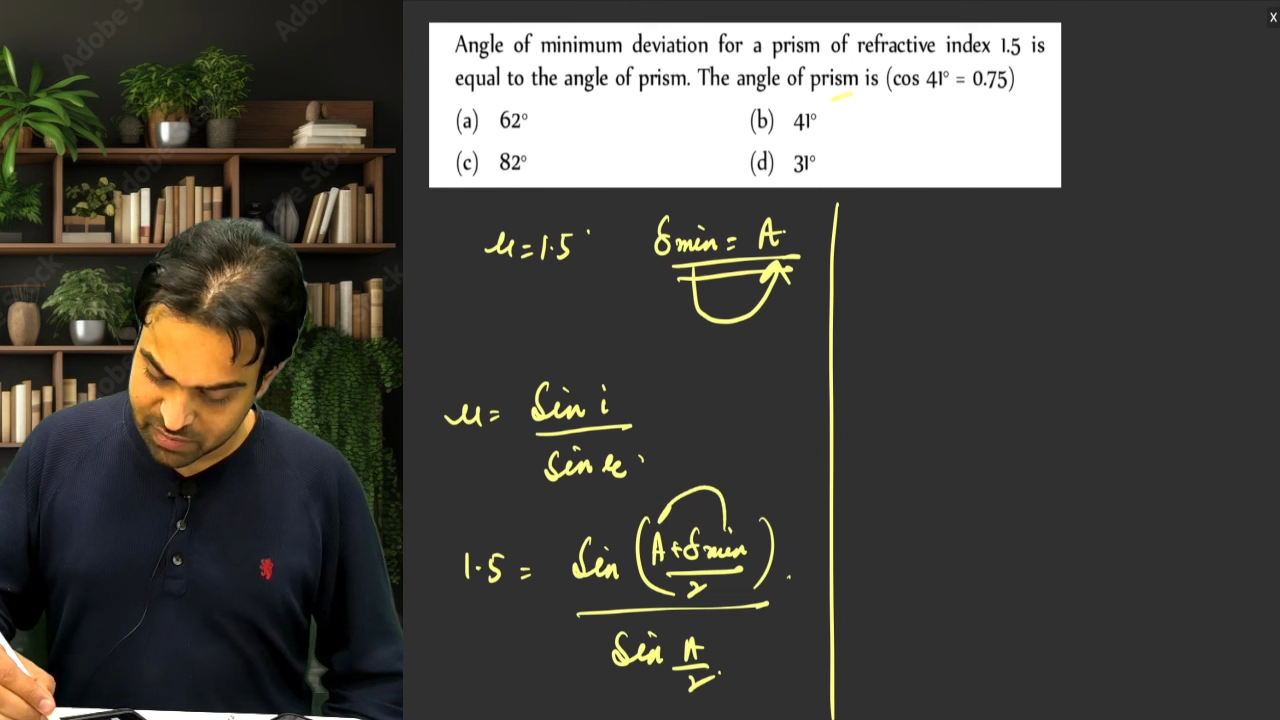 Adobe Stock
X
Angle of minimum deviation for a prism of refractive index 1.5 is
equal to the angle of prism. The angle of prism is (cos 41° = 0.75)
(a) 62° (b) 41°
(c) 82° (d) 31°
μ = 1.5 δmin = A
μ = Sin i
Sin r
1.5 = Sin (A+δmin
2)
Sin A
2